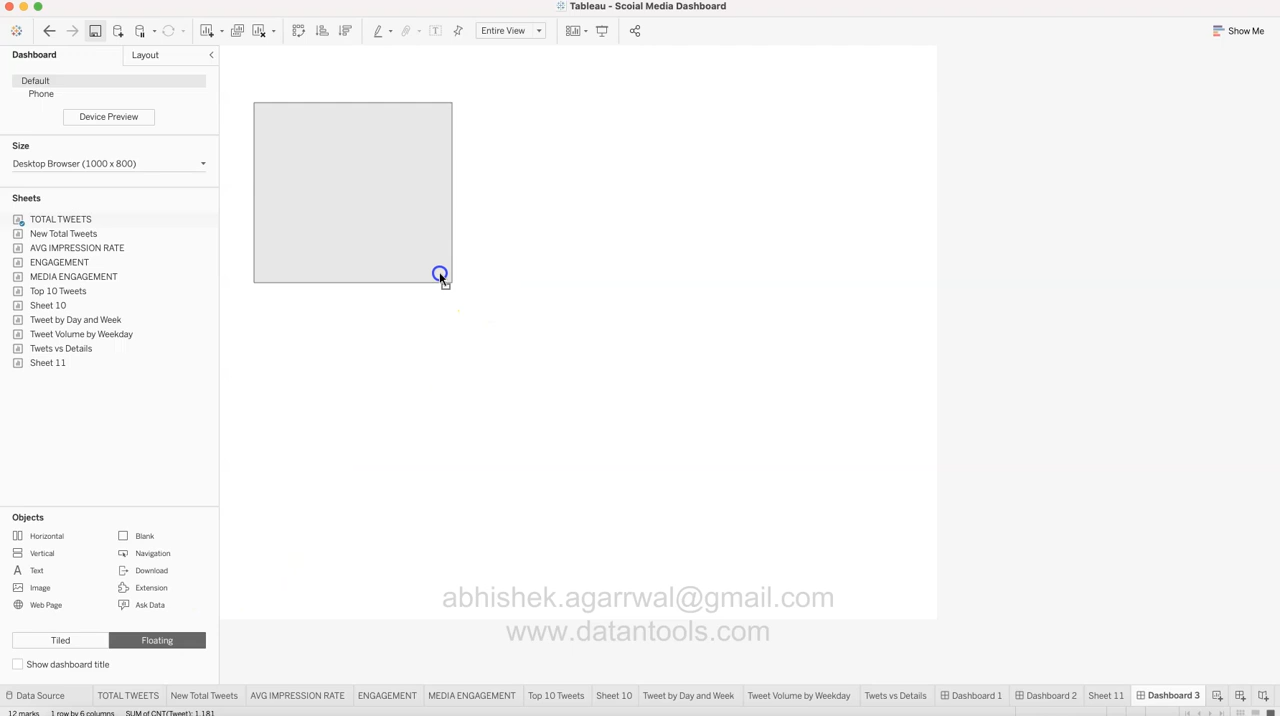 Tableau - Scoial Media Dashboard
Entire View
Show Me
Dashboard
Layout
Default
Phone
Device Preview
Size
Desktop Browser (1000 x 800)
Sheets
TOTAL TWEETS
New Total Tweets
AVG IMPRESSION RATE
ENGAGEMENT
MEDIA ENGAGEMENT
Top 10 Tweets
Sheet 10
Tweet by Day and Week
Tweet Volume by Weekday
Twets vs Details
Sheet 11
Objects
Horizontal
Blank
Vertical
Navigation
Text
Download
Image
Extension
Web Page
Ask Data
Tiled
Floating
Show dashboard title
abhishek.agarrwal@gmail.com
www.datantools.com
Data Source
TOTAL TWEETS
New Total Tweets
AVG IMPRESSION RATE
ENGAGEMENT
MEDIA ENGAGEMENT
Top 10 Tweets
Sheet 10
Tweet by Day and Week
Tweet Volume by Weekday
Twets vs Details
Dashboard 1
Dashboard 2
Sheet 11
Dashboard 3
12 marks
1 row by 6 columns
SUM of CNT(Tweet): 1,181